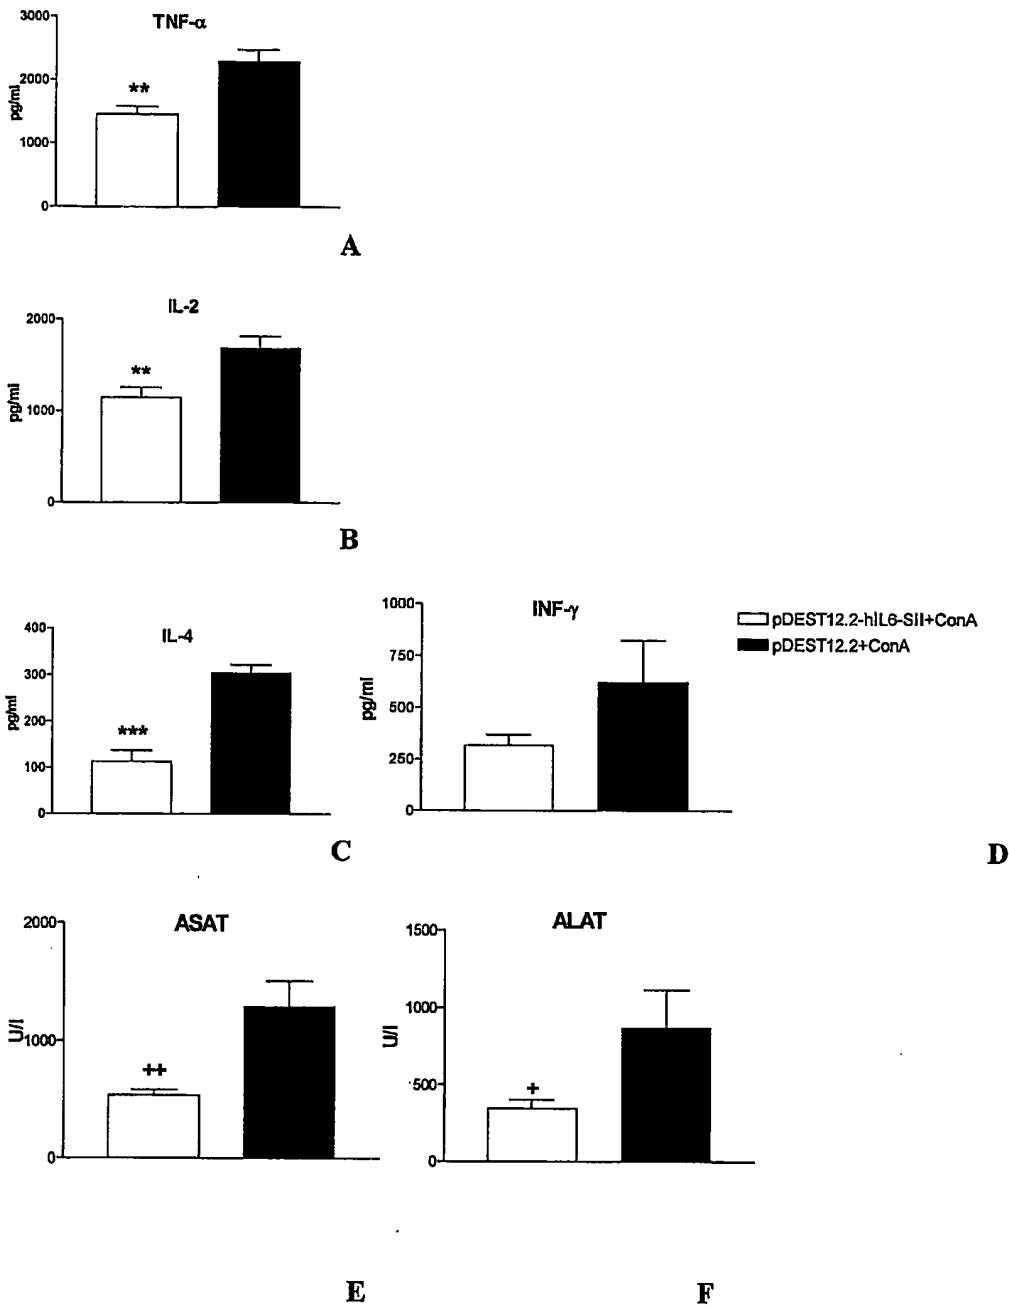 TNF-α
3000
2000
1000
0
pg/ml
**
A
IL-2
2000
1000
0
pg/ml
**
B
IL-4
400
300
200
100
0
pg/ml
***
C
INF-γ
1000
750
500
250
0
pg/ml
pDEST12.2-hIL6-SII+ConA
pDEST12.2+ConA
D
ASAT
2000
1000
0
U/l
++
E
ALAT
1500
1000
500
0
U/l
+
F